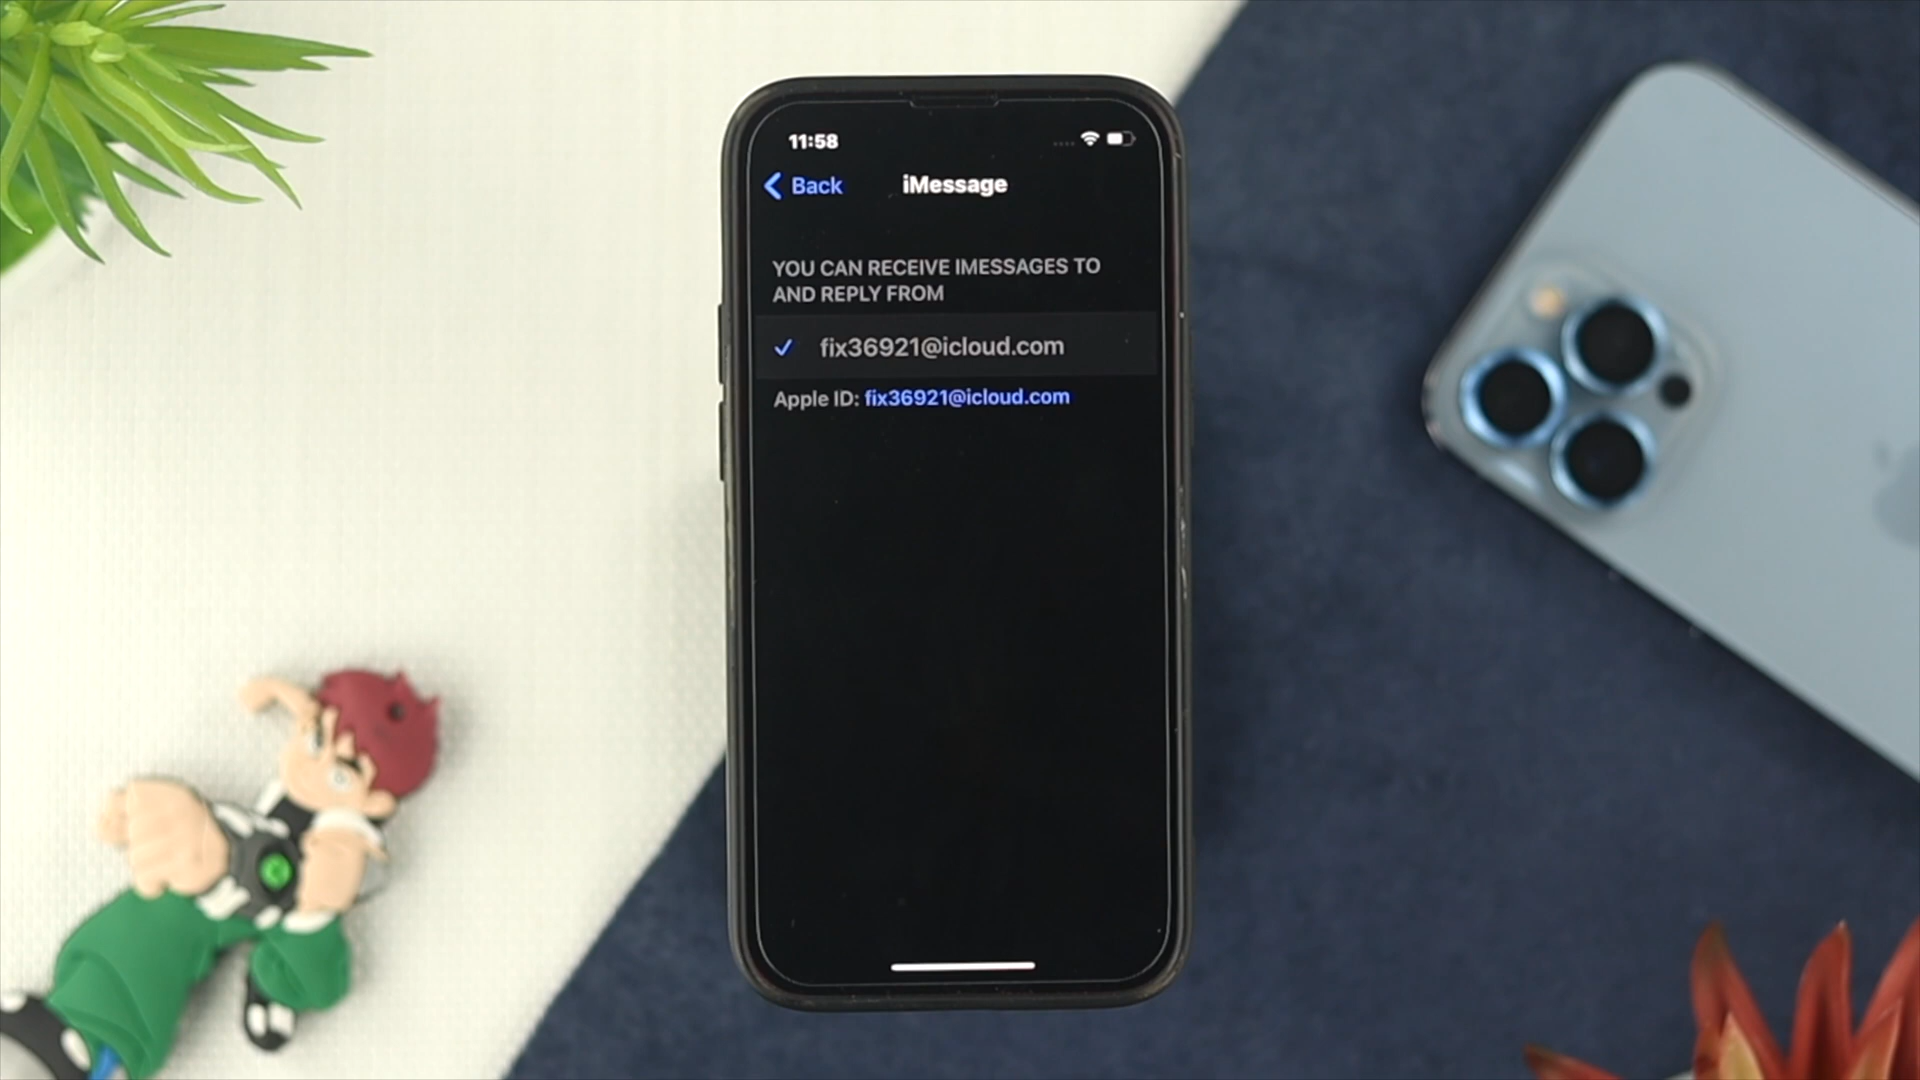 11:58
Back iMessage
YOU CAN RECEIVE IMESSAGES TO
AND REPLY FROM
fix36921@icloud.com
Apple ID: fix36921@icloud.com